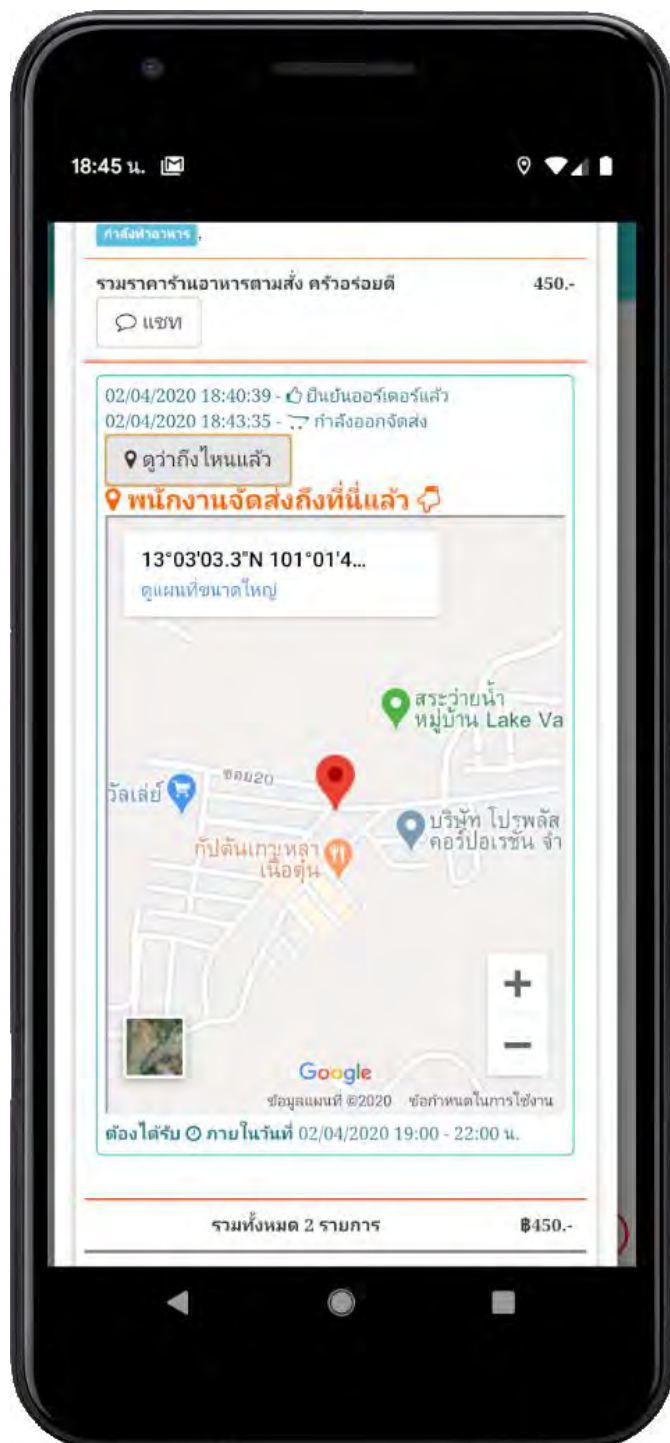 18:45 น.
กำลังทำอาหาร ,
รวมราคาร้านอาหารตามสั่ง ครัวอร่อยดี 450.-
แชท
02/04/2020 18:40:39 - ยืนยันออร์เดอร์แล้ว
02/04/2020 18:43:35 - กำลังออกจัดส่ง
ดูว่าถึงไหนแล้ว
พนักงานจัดส่งถึงที่นี่แล้ว
13°03'03.3"N 101°01'4...
ดูแผนที่ขนาดใหญ่
สระว่ายน้ำ
หมู่บ้าน Lake Va
ซอย20
วัลเล่ย์
บริษัท โปรพลัส
คอร์ปอเรชั่น จำ
กัปตันเกาเหลา
เนื้อตุ๋น
+
−
Google
ข้อมูลแผนที่ ©2020 ข้อกำหนดในการใช้งาน
ต้องได้รับ ภายในวันที่ 02/04/2020 19:00 - 22:00 น.
รวมทั้งหมด 2 รายการ ฿450.-